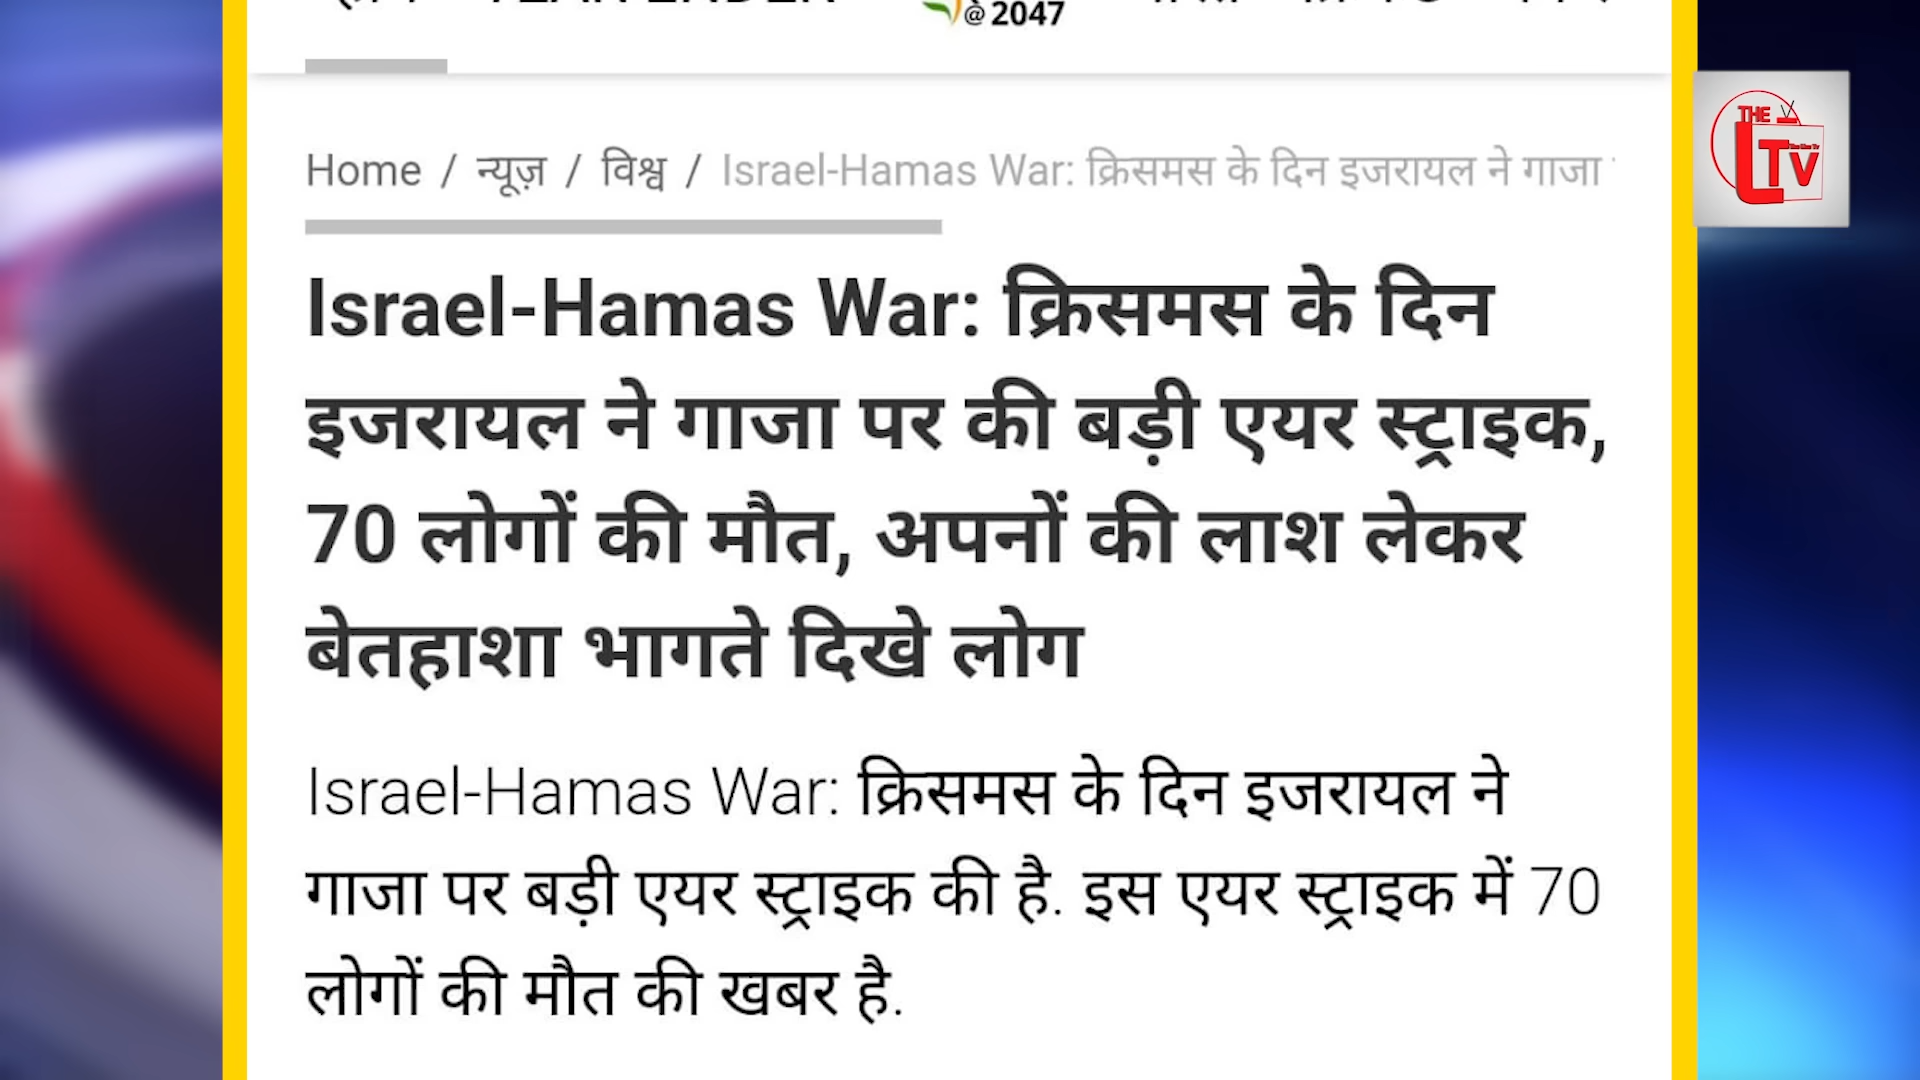 @ 2047
Home / न्यूज़ / विश्व / Israel-Hamas War: क्रिसमस के दिन इजरायल ने गाजा
Israel-Hamas War: क्रिसमस के दिन
इजरायल ने गाजा पर की बड़ी एयर स्ट्राइक,
70 लोगों की मौत, अपनों की लाश लेकर
बेतहाशा भागते दिखे लोग
Israel-Hamas War: क्रिसमस के दिन इजरायल ने
गाजा पर बड़ी एयर स्ट्राइक की है. इस एयर स्ट्राइक में 70
लोगों की मौत की खबर है.
THE
LTV